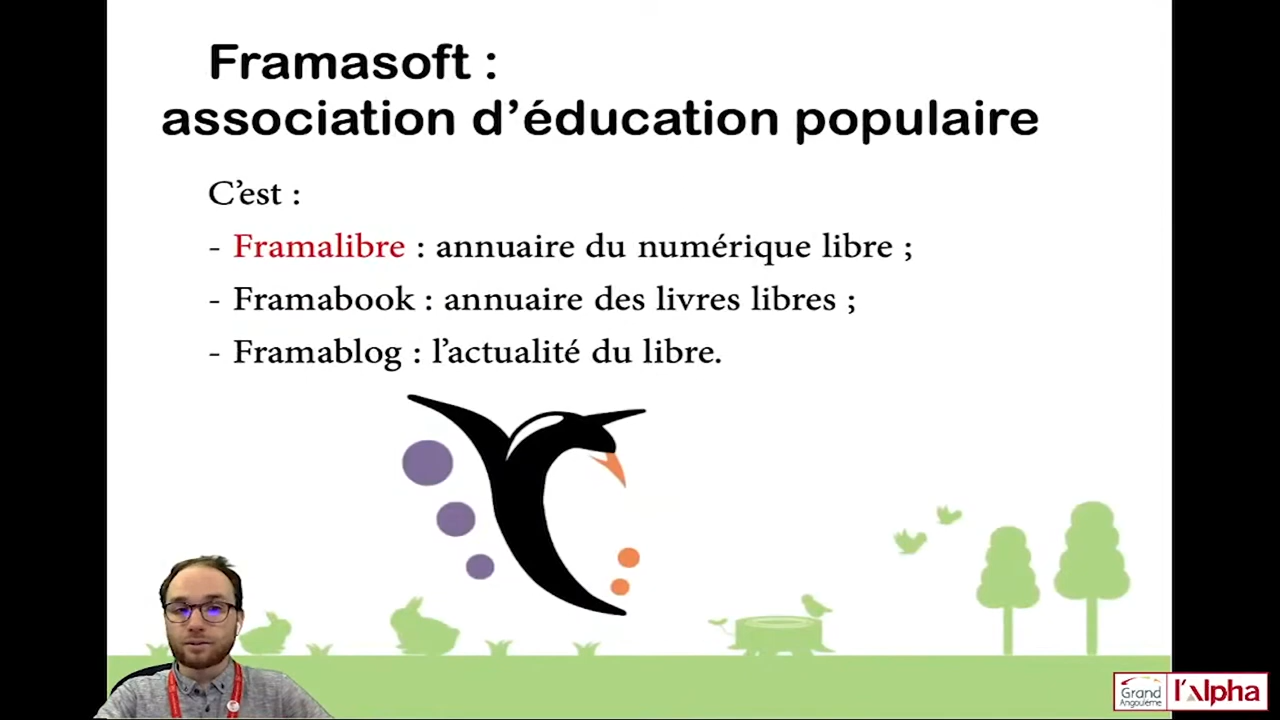 Framasoft :
association d’éducation populaire
C’est :
- Framalibre : annuaire du numérique libre ;
- Framabook : annuaire des livres libres ;
- Framablog : l’actualité du libre.
Grand
Angoulême
l’Alpha